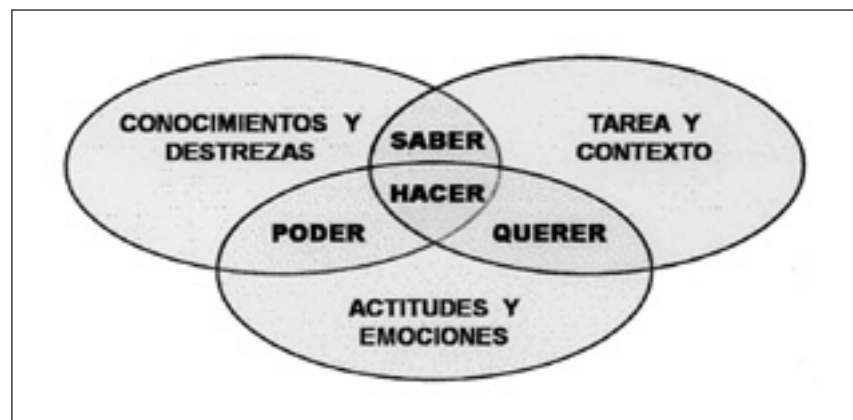 CONOCIMIENTOS Y
DESTREZAS
SABER
TAREA Y
CONTEXTO
HACER
PODER
QUERER
ACTITUDES Y
EMOCIONES